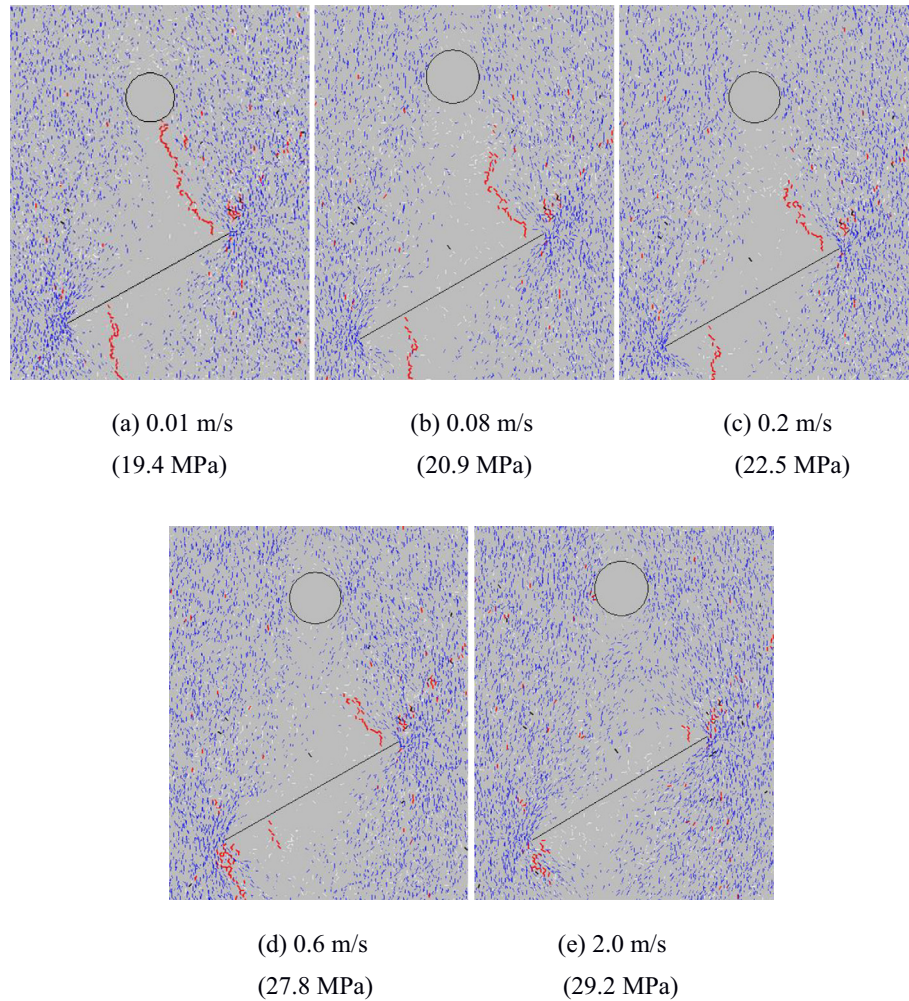 (a) 0.01 m/s
(b) 0.08 m/s
(c) 0.2 m/s
(19.4 MPa)
(20.9 MPa)
(22.5 MPa)
(d) 0.6 m/s
(e) 2.0 m/s
(27.8 MPa)
(29.2 MPa)